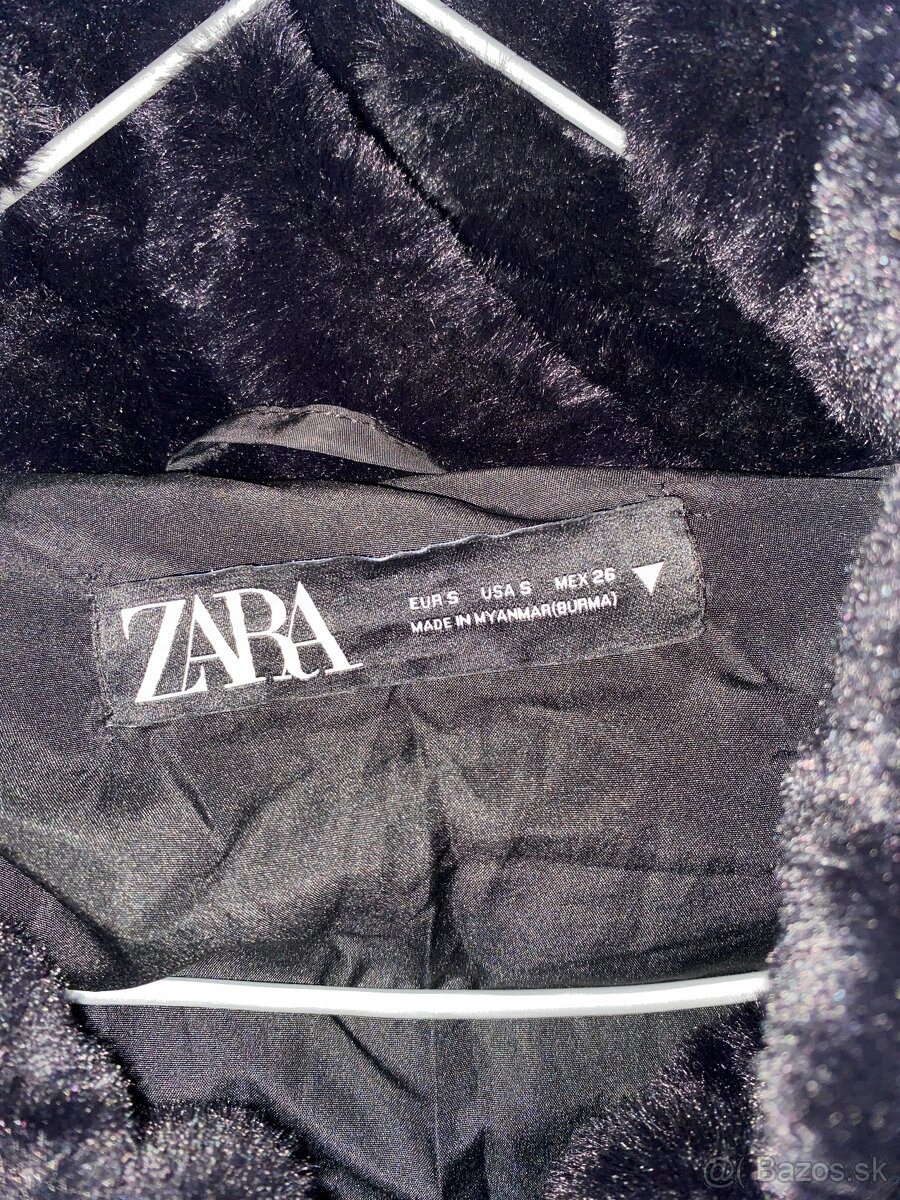 ZARA
EUR S USA S MEX 26
MADE IN MYANMAR(BURMA)
@( Bazos.sk